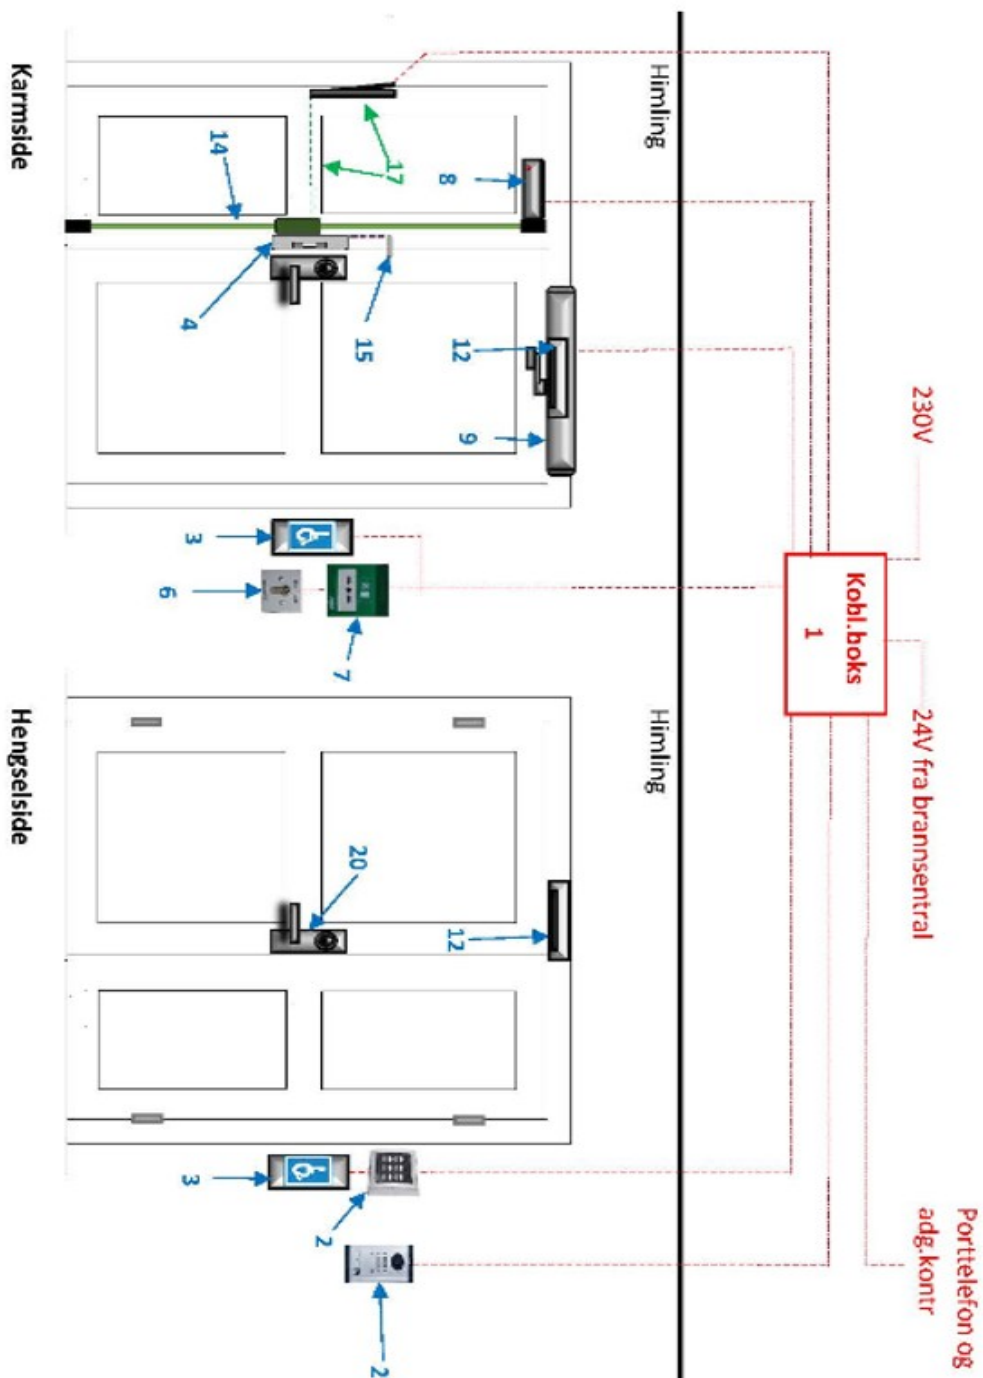 Porttelefon og
adg.kontr
230V
24V fra brannsentral
Kobl.boks
1
Himling
Himling
17
8
14
4
15
12
9
3
6
7
20
12
3
2
2
Karmside
Hengselside